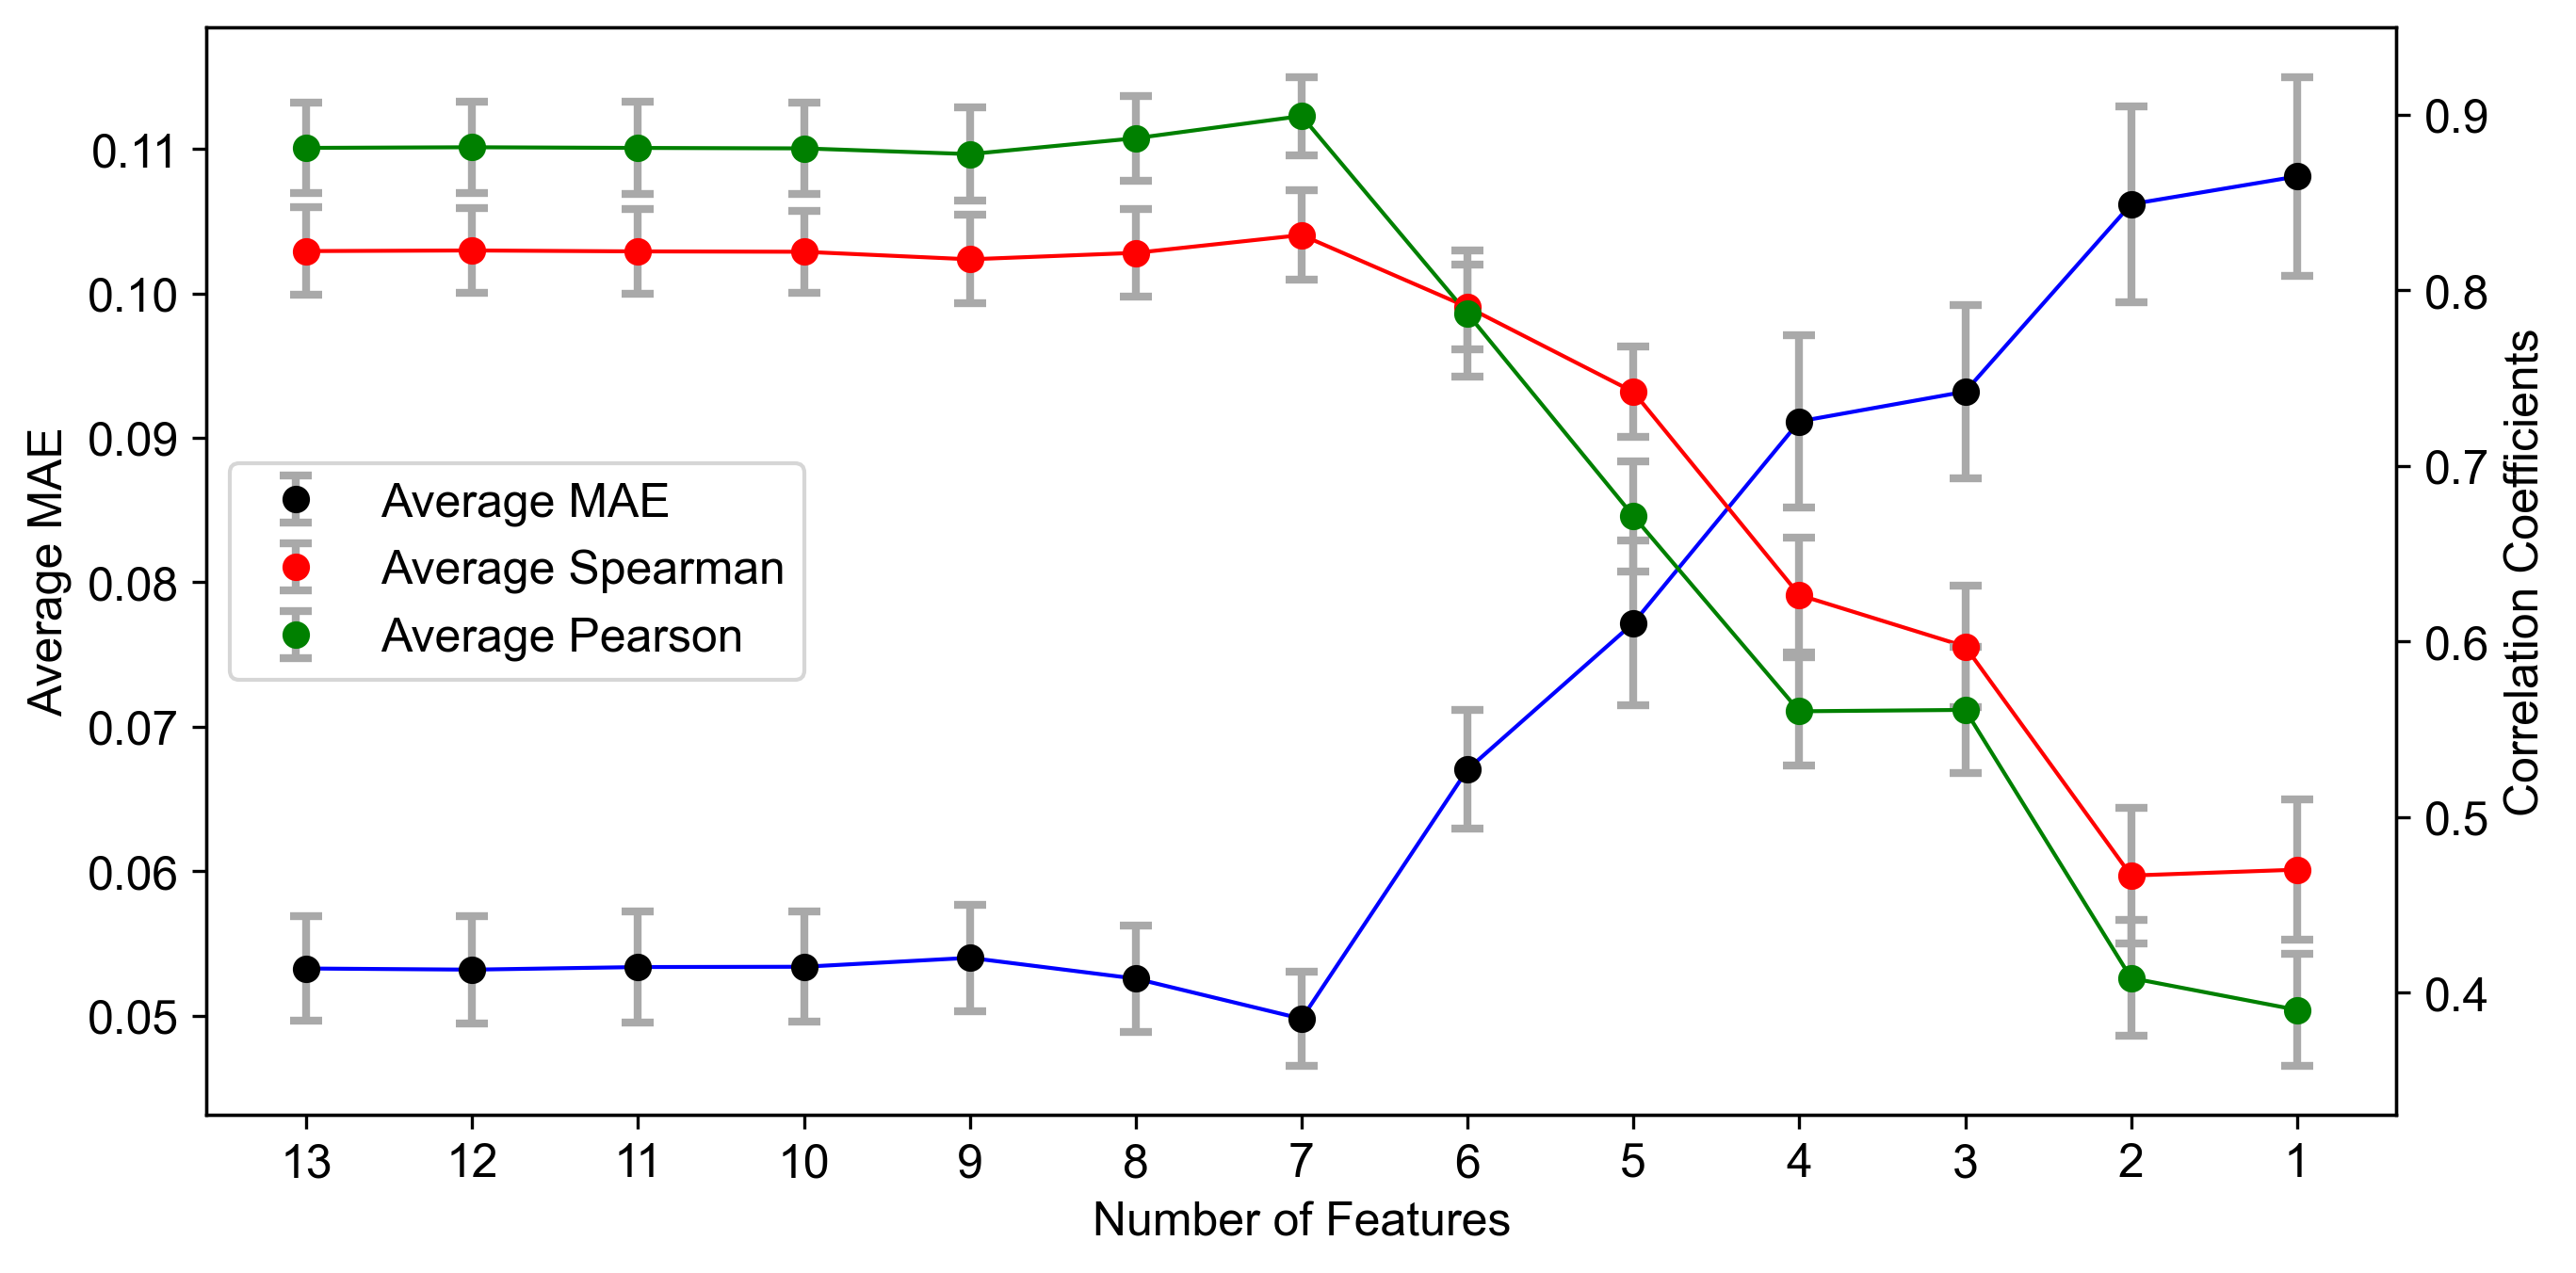 0.11
0.10
0.09
0.08
0.07
0.06
0.05
Average MAE
Average MAE
Average Spearman
Average Pearson
0.9
0.8
0.7
0.6
0.5
0.4
Correlation Coefficients
13 12 11 10 9 8 7 6 5 4 3 2 1
Number of Features